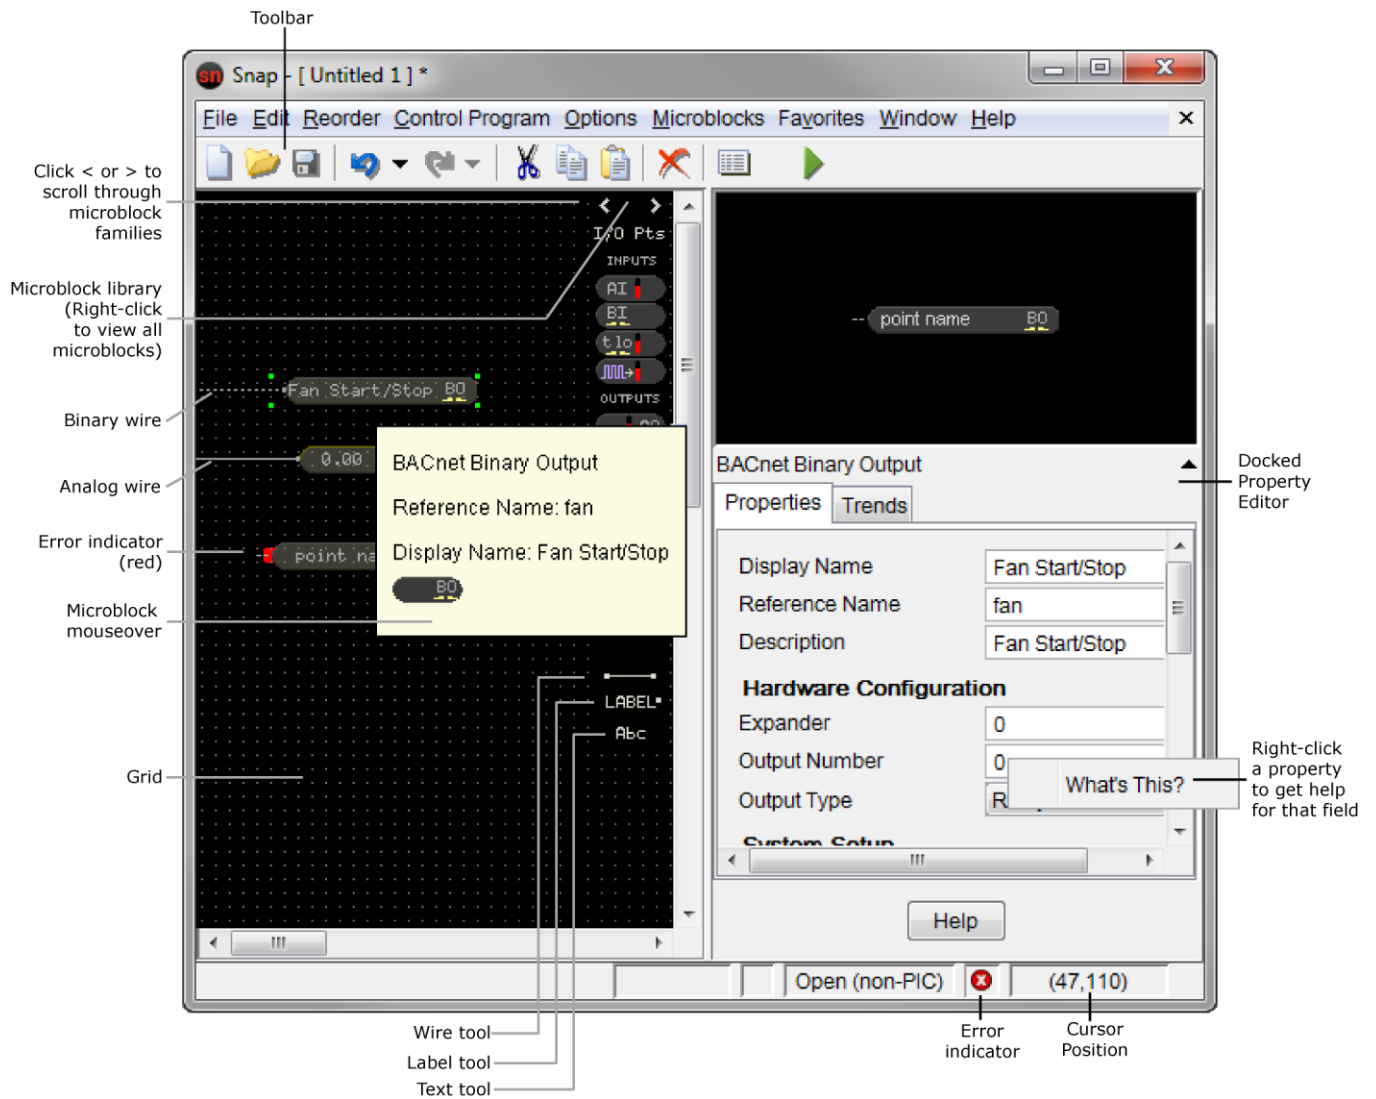 Toolbar
sn Snap - [ Untitled 1 ] *
File Edit Reorder Control Program Options Microblocks Favorites Window Help
Click < or > to
scroll through
microblock
families
I/O Pts
INPUTS
AI
BI
tlo
OUTPUTS
Microblock library
(Right-click
to view all
microblocks)
Binary wire
Fan Start/Stop BO
Analog wire
0.00
Error indicator
(red)
point na
Microblock
mouseover
BACnet Binary Output
Reference Name: fan
Display Name: Fan Start/Stop
BO
LABEL
Abc
Grid
point name BO
BACnet Binary Output
Docked
Property
Editor
Properties Trends
Display Name Fan Start/Stop
Reference Name fan
Description Fan Start/Stop
Hardware Configuration
Expander 0
Output Number 0
Output Type
What's This?
Right-click
a property
to get help
for that field
System Setup
Help
Open (non-PIC) (47,110)
Wire tool
Label tool
Text tool
Error
indicator
Cursor
Position